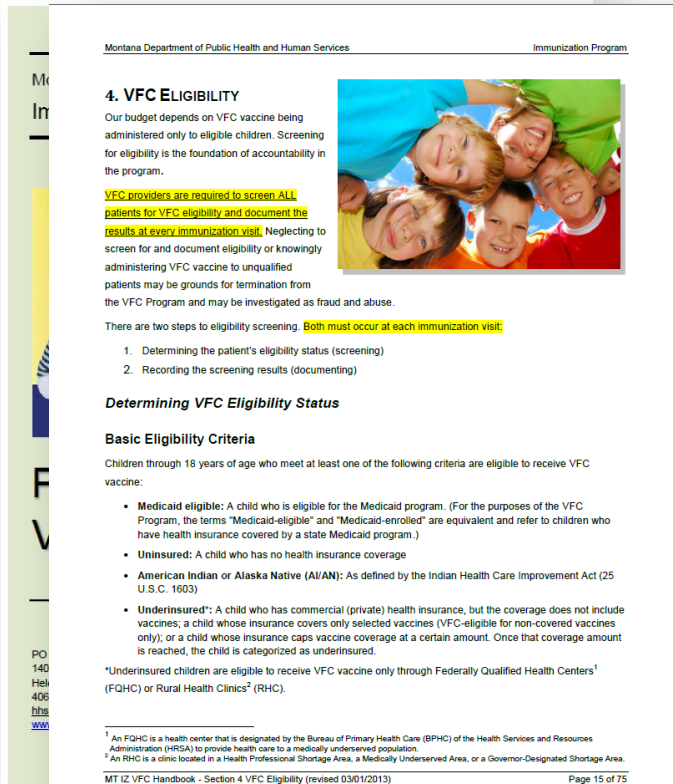 Montana Department of Public Health and Human Services Immunization Program
4. VFC ELIGIBILITY
Our budget depends on VFC vaccine being
administered only to eligible children. Screening
for eligibility is the foundation of accountability in
the program.
VFC providers are required to screen ALL
patients for VFC eligibility and document the
results at every immunization visit. Neglecting to
screen for and document eligibility or knowingly
administering VFC vaccine to unqualified
patients may be grounds for termination from
the VFC Program and may be investigated as fraud and abuse.
There are two steps to eligibility screening. Both must occur at each immunization visit:
1. Determining the patient's eligibility status (screening)
2. Recording the screening results (documenting)
Determining VFC Eligibility Status
Basic Eligibility Criteria
Children through 18 years of age who meet at least one of the following criteria are eligible to receive VFC
vaccine:
• Medicaid eligible: A child who is eligible for the Medicaid program. (For the purposes of the VFC
Program, the terms "Medicaid-eligible" and "Medicaid-enrolled" are equivalent and refer to children who
have health insurance covered by a state Medicaid program.)
• Uninsured: A child who has no health insurance coverage
• American Indian or Alaska Native (AI/AN): As defined by the Indian Health Care Improvement Act (25
U.S.C. 1603)
• Underinsured*: A child who has commercial (private) health insurance, but the coverage does not include
vaccines; a child whose insurance covers only selected vaccines (VFC-eligible for non-covered vaccines
only); or a child whose insurance caps vaccine coverage at a certain amount. Once that coverage amount
is reached, the child is categorized as underinsured.
*Underinsured children are eligible to receive VFC vaccine only through Federally Qualified Health Centers1
(FQHC) or Rural Health Clinics2 (RHC).
1 An FQHC is a health center that is designated by the Bureau of Primary Health Care (BPHC) of the Health Services and Resources
Administration (HRSA) to provide health care to a medically underserved population.
2 An RHC is a clinic located in a Health Professional Shortage Area, a Medically Underserved Area, or a Governor-Designated Shortage Area.
MT IZ VFC Handbook - Section 4 VFC Eligibility (revised 03/01/2013) Page 15 of 75
PO
140
406